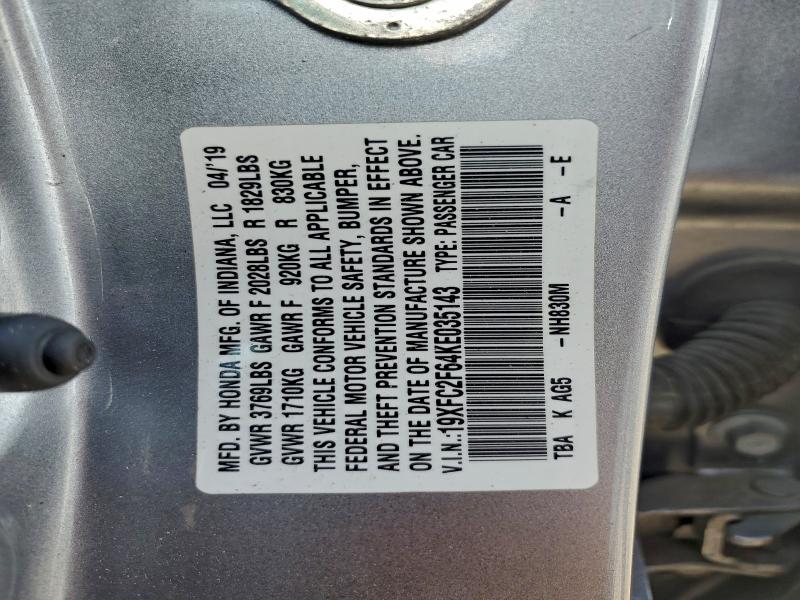 MFD. BY HONDA MFG. OF INDIANA, LLC 04/'19
GVWR 3769LBS GAWR F 2028LBS R 1829LBS
GVWR 1710KG GAWR F 920KG R 830KG
THIS VEHICLE CONFORMS TO ALL APPLICABLE
FEDERAL MOTOR VEHICLE SAFETY, BUMPER,
AND THEFT PREVENTION STANDARDS IN EFFECT
ON THE DATE OF MANUFACTURE SHOWN ABOVE.
V.I.N.:19XFC2F64KE035143 TYPE: PASSENGER CAR
TBA K AG5 -NH830M -A -E